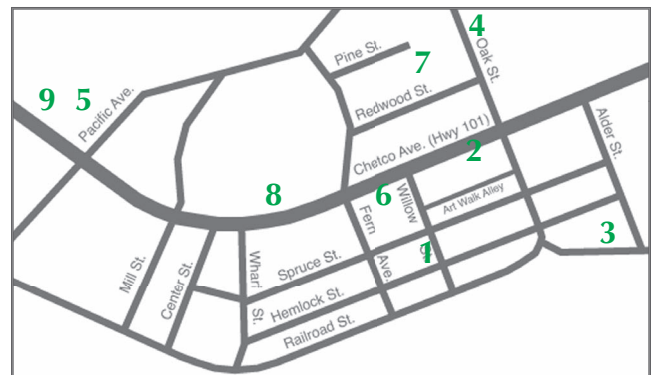 4
Oak St.
Pine St.
7
9 5
Pacific Ave.
Redwood St.
Chetco Ave. (Hwy 101)
Alder St.
2
8
6
Willow
Fern
Ave.
Art Walk Alley
3
1
Mill St.
Center St.
Wharf
St.
Spruce St.
Hemlock St.
Railroad St.